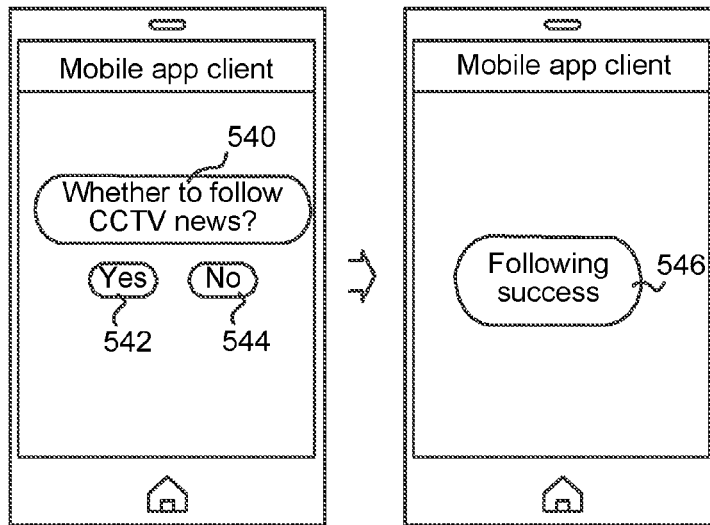 Mobile app client
540
Whether to follow
CCTV news?
Yes
No
542
544
Mobile app client
Following
success
546